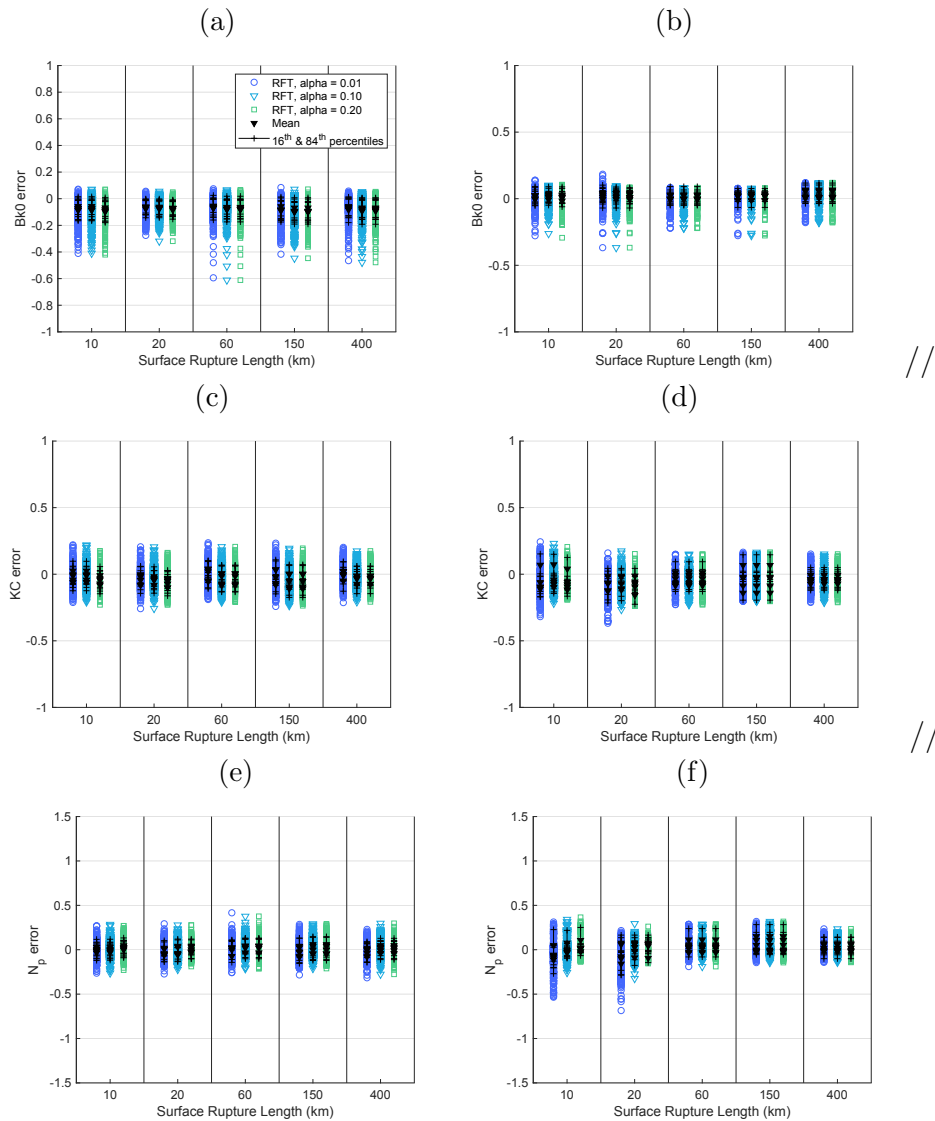 (a)
(b)
1
0.8
0.6
0.4
0.2
0
-0.2
-0.4
-0.6
-0.8
-1
Bk0 error
RFT, alpha = 0.01
RFT, alpha = 0.10
RFT, alpha = 0.20
Mean
16th & 84th percentiles
10 20 60 150 400
Surface Rupture Length (km)
1
0.5
0
-0.5
-1
Bk0 error
10 20 60 150 400
Surface Rupture Length (km)
//
(c)
(d)
1
0.5
0
-0.5
-1
KC error
10 20 60 150 400
Surface Rupture Length (km)
1
0.5
0
-0.5
-1
KC error
10 20 60 150 400
Surface Rupture Length (km)
//
(e)
(f)
1.5
1
0.5
0
-0.5
-1
-1.5
Np error
10 20 60 150 400
Surface Rupture Length (km)
1.5
1
0.5
0
-0.5
-1
-1.5
Np error
10 20 60 150 400
Surface Rupture Length (km)